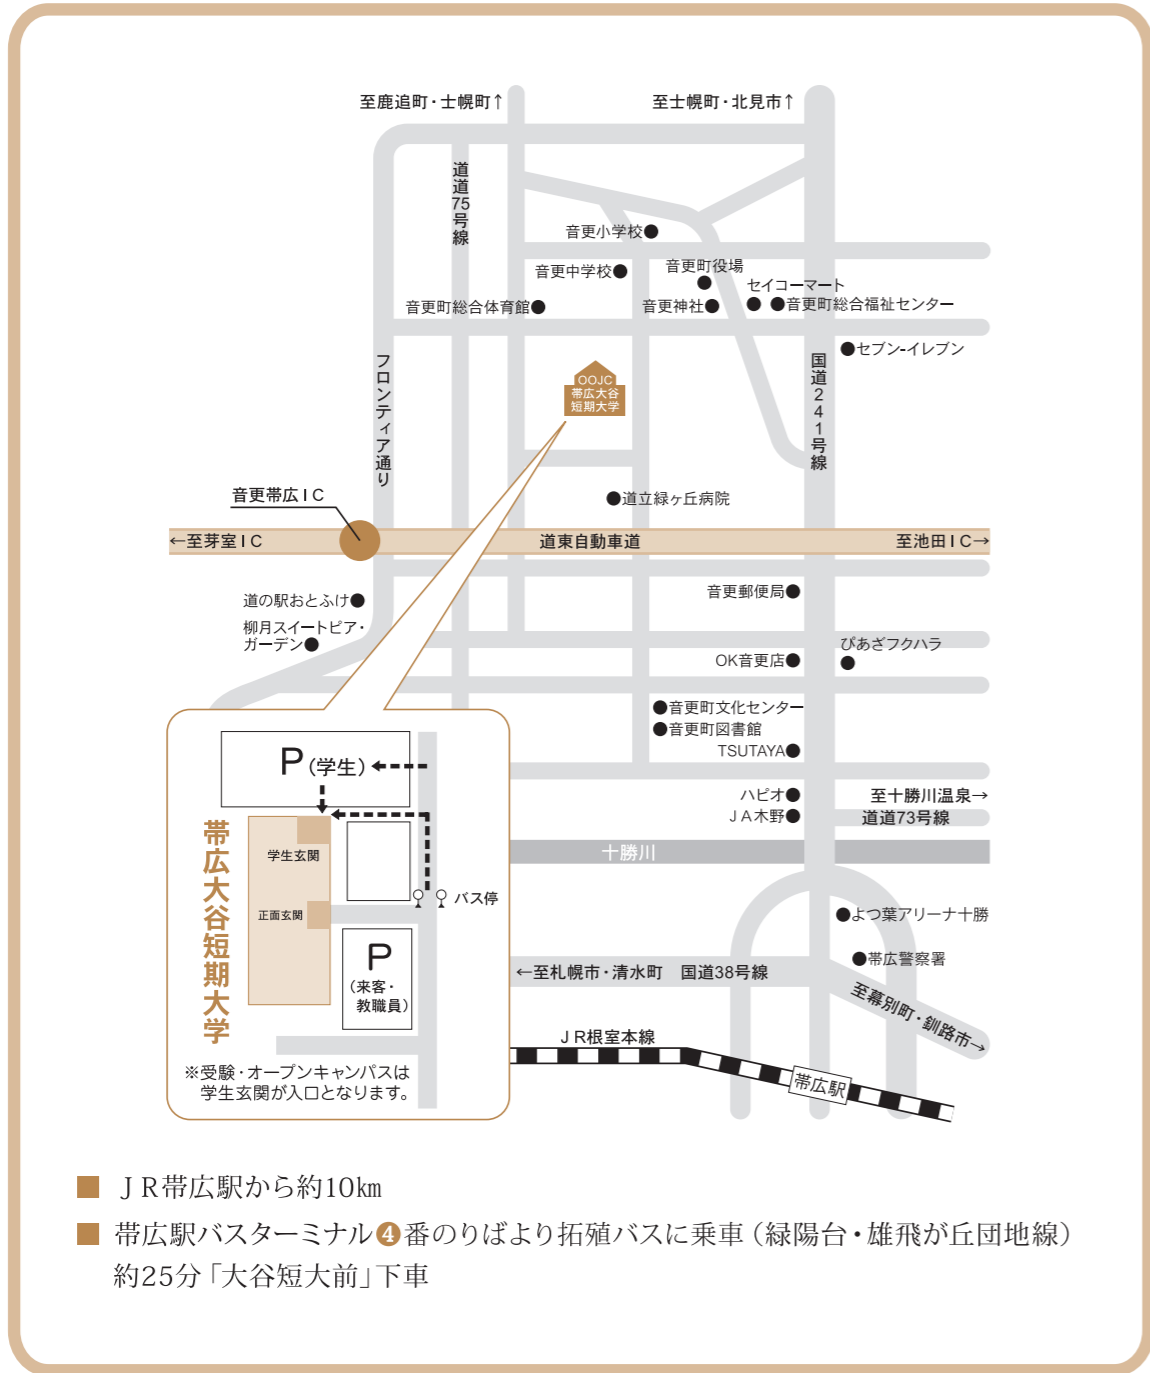 至鹿追町・士幌町↑
至士幌町・北見市↑
道道75号線
音更小学校
音更中学校
音更町役場
セイコーマート
音更町総合体育館
音更神社
音更町総合福祉センター
セブン-イレブン
フロンティア通り
国道241号線
OOJC
帯広大谷
短期大学
音更帯広IC
道立緑ヶ丘病院
←至芽室IC
道東自動車道
至池田IC→
音更郵便局
道の駅おとふけ
柳月スイートピア・
ガーデン
OK音更店
ぴあざフクハラ
音更町文化センター
音更町図書館
TSUTAYA
ハピオ
至十勝川温泉→
JA木野
道道73号線
十勝川
P(学生)
帯広大谷短期大学
学生玄関
正面玄関
バス停
P
(来客・
教職員)
※受験・オープンキャンパスは
学生玄関が入口となります。
よつ葉アリーナ十勝
帯広警察署
←至札幌市・清水町 国道38号線
至幕別町・釧路市→
JR根室本線
帯広駅
JR帯広駅から約10㎞
帯広駅バスターミナル❹番のりばより拓殖バスに乗車（緑陽台・雄飛が丘団地線）
約25分「大谷短大前」下車